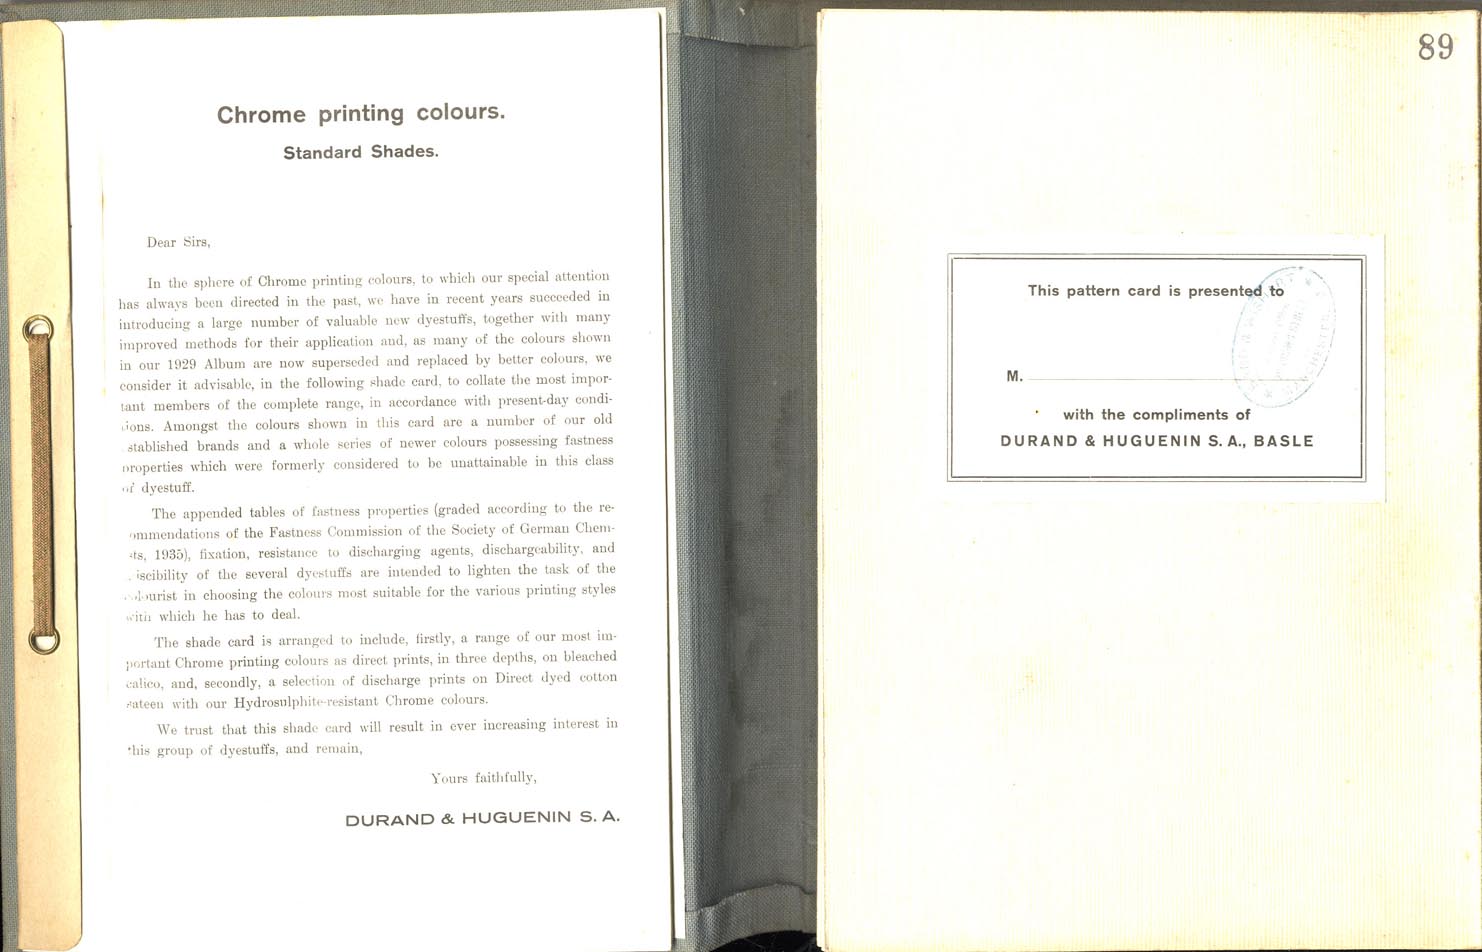 Chrome printing colours.
Standard Shades.
Dear Sirs,
In the sphere of Chrome printing colours, to which our special attention
has always been directed in the past, we have in recent years succeeded in
introducing a large number of valuable new dyestuffs, together with many
improved methods for their application and, as many of the colours shown
in our 1929 Album are now superseded and replaced by better colours, we
consider it advisable, in the following shade card, to collate the most impor-
tant members of the complete range, in accordance with present-day condi-
tions. Amongst the colours shown in this card are a number of our old
stablished brands and a whole series of newer colours possessing fastness
properties which were formerly considered to be unattainable in this class
of dyestuff.
The appended tables of fastness properties (graded according to the re-
ommendations of the Fastness Commission of the Society of German Chem-
ts, 1935), fixation, resistance to discharging agents, dischargeability, and
iscibility of the several dyestuffs are intended to lighten the task of the
colourist in choosing the colours most suitable for the various printing styles
with which he has to deal.
The shade card is arranged to include, firstly, a range of our most im-
portant Chrome printing colours as direct prints, in three depths, on bleached
calico, and, secondly, a selection of discharge prints on Direct dyed cotton
sateen with our Hydrosulphite-resistant Chrome colours.
We trust that this shade card will result in ever increasing interest in
this group of dyestuffs, and remain,
Yours faithfully,
DURAND & HUGUENIN S. A.
89
This pattern card is presented to
M.
with the compliments of
DURAND & HUGUENIN S. A., BASLE